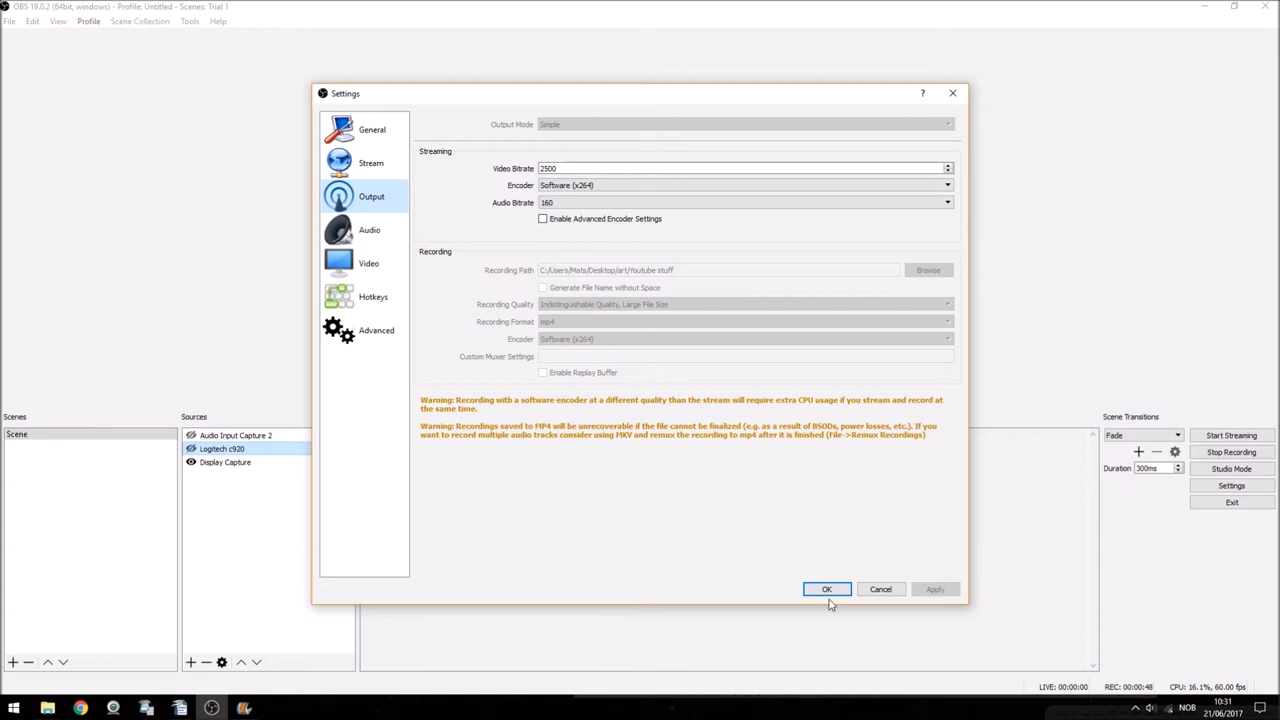 OBS 19.0.2 (64bit, windows) - Profile: Untitled - Scenes: Trial 1
File Edit View Profile Scene Collection Tools Help
Settings
?
General
Stream
Output
Audio
Video
Hotkeys
Advanced
Output Mode Simple
Streaming
Video Bitrate 2500
Encoder Software (x264)
Audio Bitrate 160
Enable Advanced Encoder Settings
Recording
Recording Path C:/Users/Mats/Desktop/art/Youtube stuff Browse
Generate File Name without Space
Recording Quality Indistinguishable Quality, Large File Size
Recording Format mp4
Encoder Software (x264)
Custom Muxer Settings
Enable Replay Buffer
Warning: Recording with a software encoder at a different quality than the stream will require extra CPU usage if you stream and record at
the same time.
Warning: Recordings saved to MP4 will be unrecoverable if the file cannot be finalized (e.g. as a result of BSODs, power losses, etc.). If you
want to record multiple audio tracks consider using MKV and remux the recording to mp4 after it is finished (File->Remux Recordings)
OK Cancel Apply
Scenes
Scene
Sources
Audio Input Capture 2
Logitech c920
Display Capture
Scene Transitions
Fade
Duration 300ms
Start Streaming
Stop Recording
Studio Mode
Settings
Exit
LIVE: 00:00:00 REC: 00:00:48 CPU: 16.1%, 60.00 fps
NOB
10:31
21/06/2017